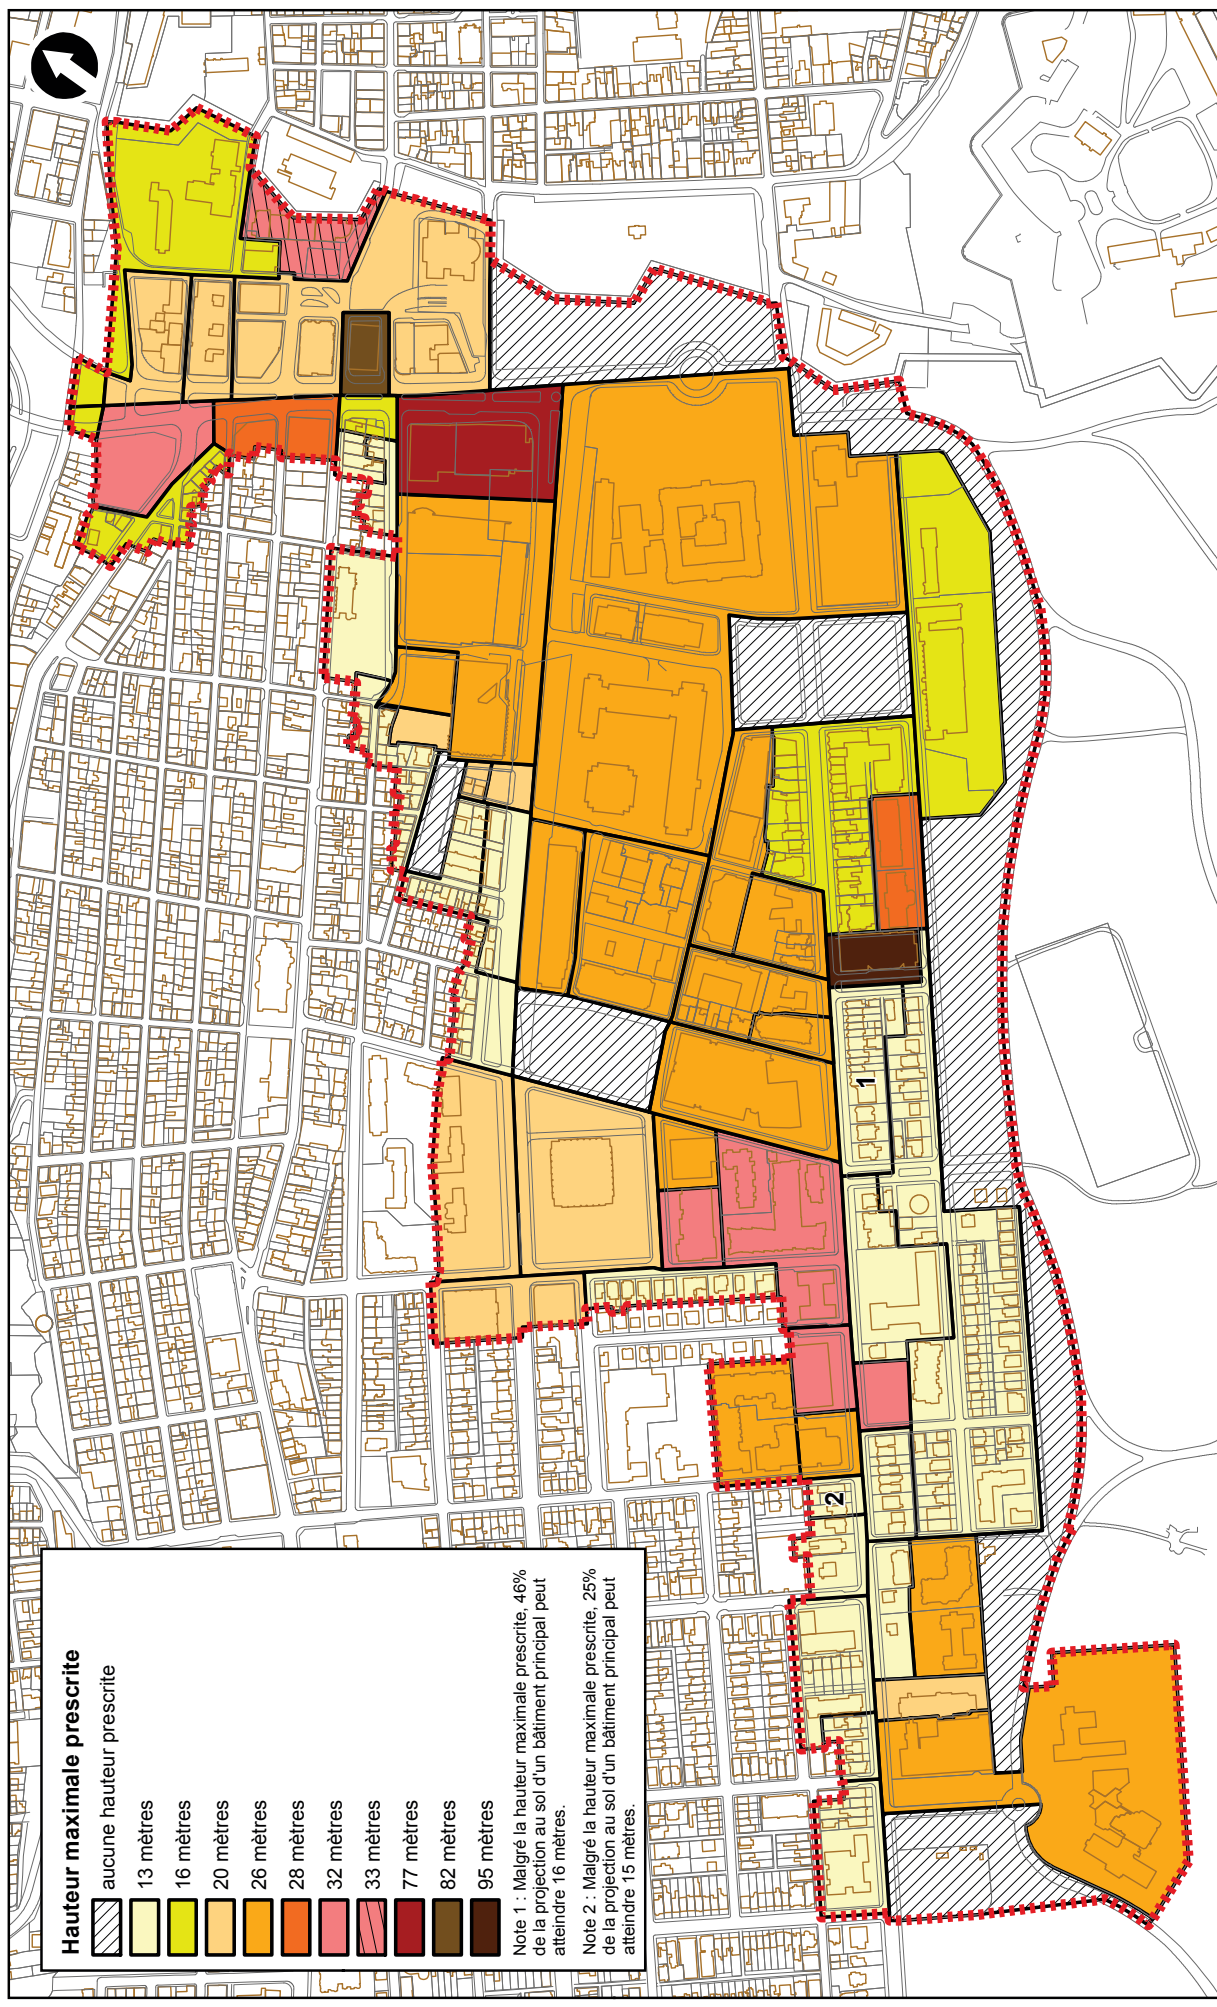 Hauteur maximale prescrite
aucune hauteur prescrite
13 mètres
16 mètres
20 mètres
26 mètres
28 mètres
32 mètres
33 mètres
77 mètres
82 mètres
95 mètres
Note 1 : Malgré la hauteur maximale prescrite, 46%
de la projection au sol d'un bâtiment principal peut
atteindre 16 mètres.
Note 2 : Malgré la hauteur maximale prescrite, 25%
de la projection au sol d'un bâtiment principal peut
atteindre 15 mètres.
1
2